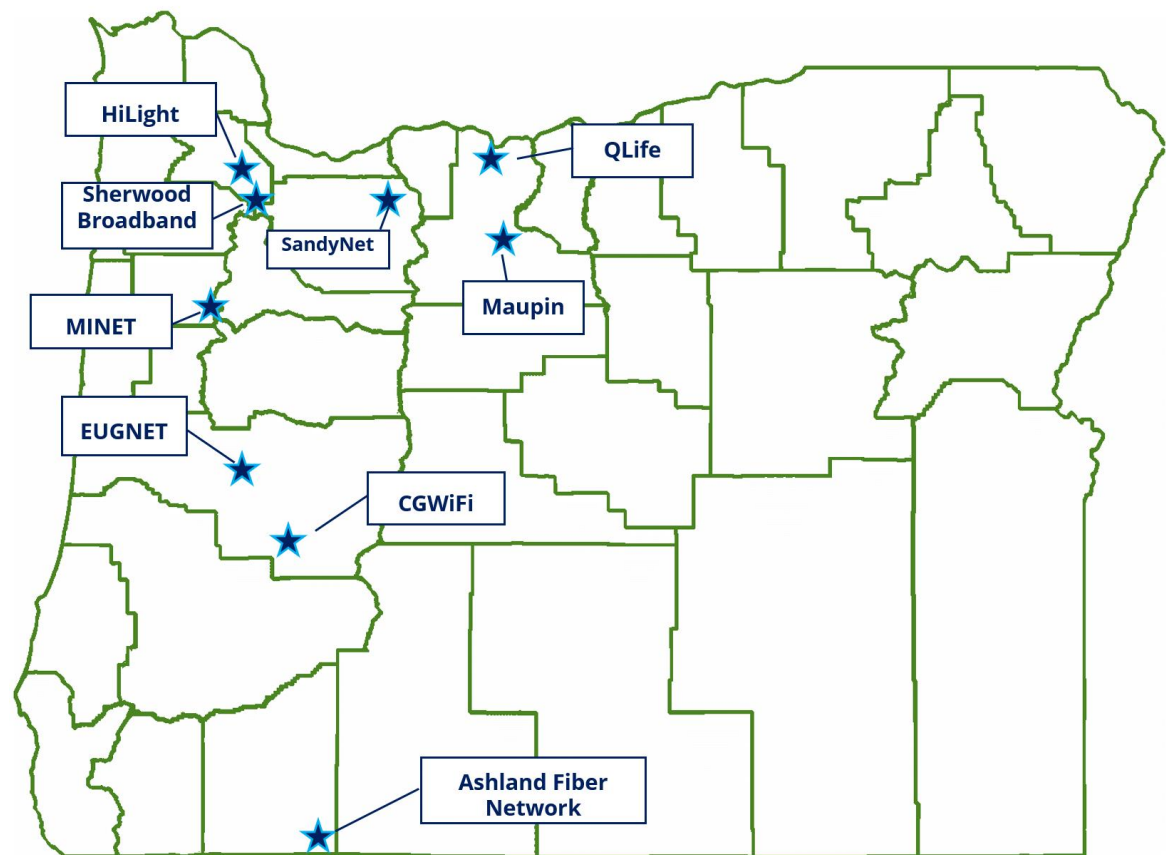 HiLight
QLife
Sherwood
Broadband
SandyNet
Maupin
MINET
EUGNET
CGWiFi
Ashland Fiber
Network